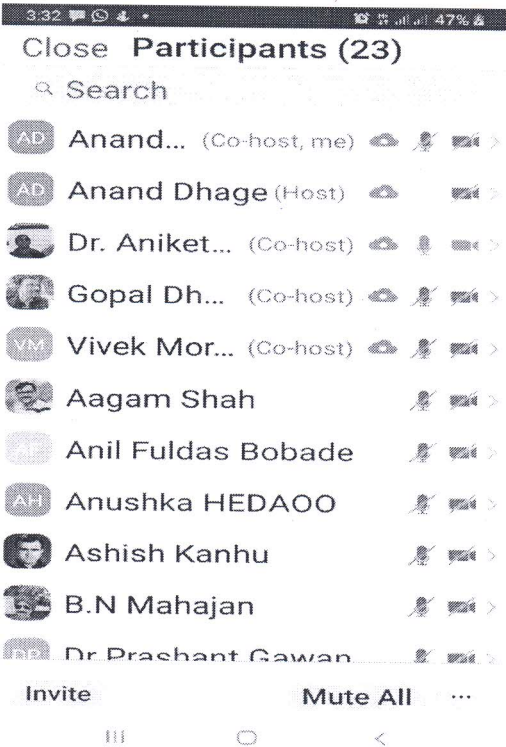 3:32 47%
Close Participants (23)
Search
AD Anand... (Co-host, me)
AD Anand Dhage (Host)
Dr. Aniket... (Co-host)
Gopal Dh... (Co-host)
VM Vivek Mor... (Co-host)
Aagam Shah
AF Anil Fuldas Bobade
AH Anushka HEDAOO
Ashish Kanhu
B.N Mahajan
DP Dr Prashant Gawan
Invite Mute All ...